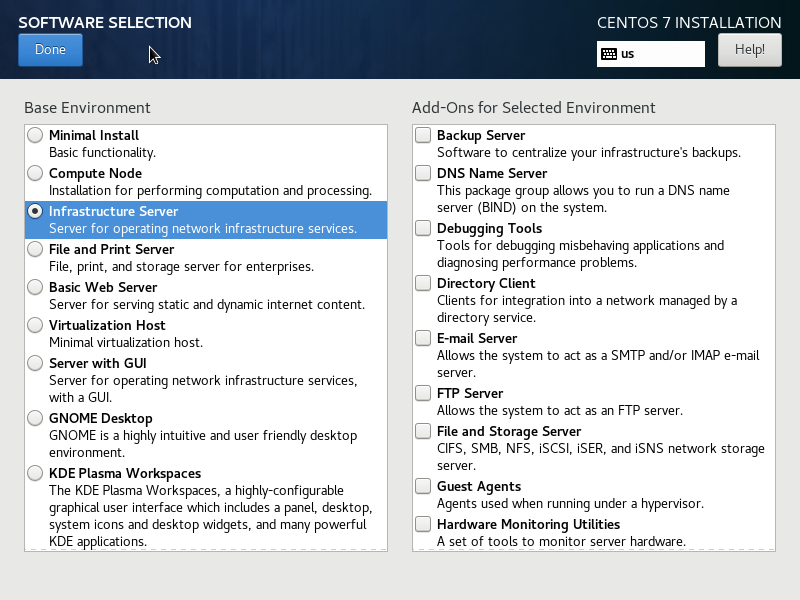 SOFTWARE SELECTION
CENTOS 7 INSTALLATION
Done
us
Help!
Base Environment
Minimal Install
Basic functionality.
Compute Node
Installation for performing computation and processing.
Infrastructure Server
Server for operating network infrastructure services.
File and Print Server
File, print, and storage server for enterprises.
Basic Web Server
Server for serving static and dynamic internet content.
Virtualization Host
Minimal virtualization host.
Server with GUI
Server for operating network infrastructure services,
with a GUI.
GNOME Desktop
GNOME is a highly intuitive and user friendly desktop
environment.
KDE Plasma Workspaces
The KDE Plasma Workspaces, a highly-configurable
graphical user interface which includes a panel, desktop,
system icons and desktop widgets, and many powerful
KDE applications.
Add-Ons for Selected Environment
Backup Server
Software to centralize your infrastructure's backups.
DNS Name Server
This package group allows you to run a DNS name
server (BIND) on the system.
Debugging Tools
Tools for debugging misbehaving applications and
diagnosing performance problems.
Directory Client
Clients for integration into a network managed by a
directory service.
E-mail Server
Allows the system to act as a SMTP and/or IMAP e-mail
server.
FTP Server
Allows the system to act as an FTP server.
File and Storage Server
CIFS, SMB, NFS, iSCSI, iSER, and iSNS network storage
server.
Guest Agents
Agents used when running under a hypervisor.
Hardware Monitoring Utilities
A set of tools to monitor server hardware.